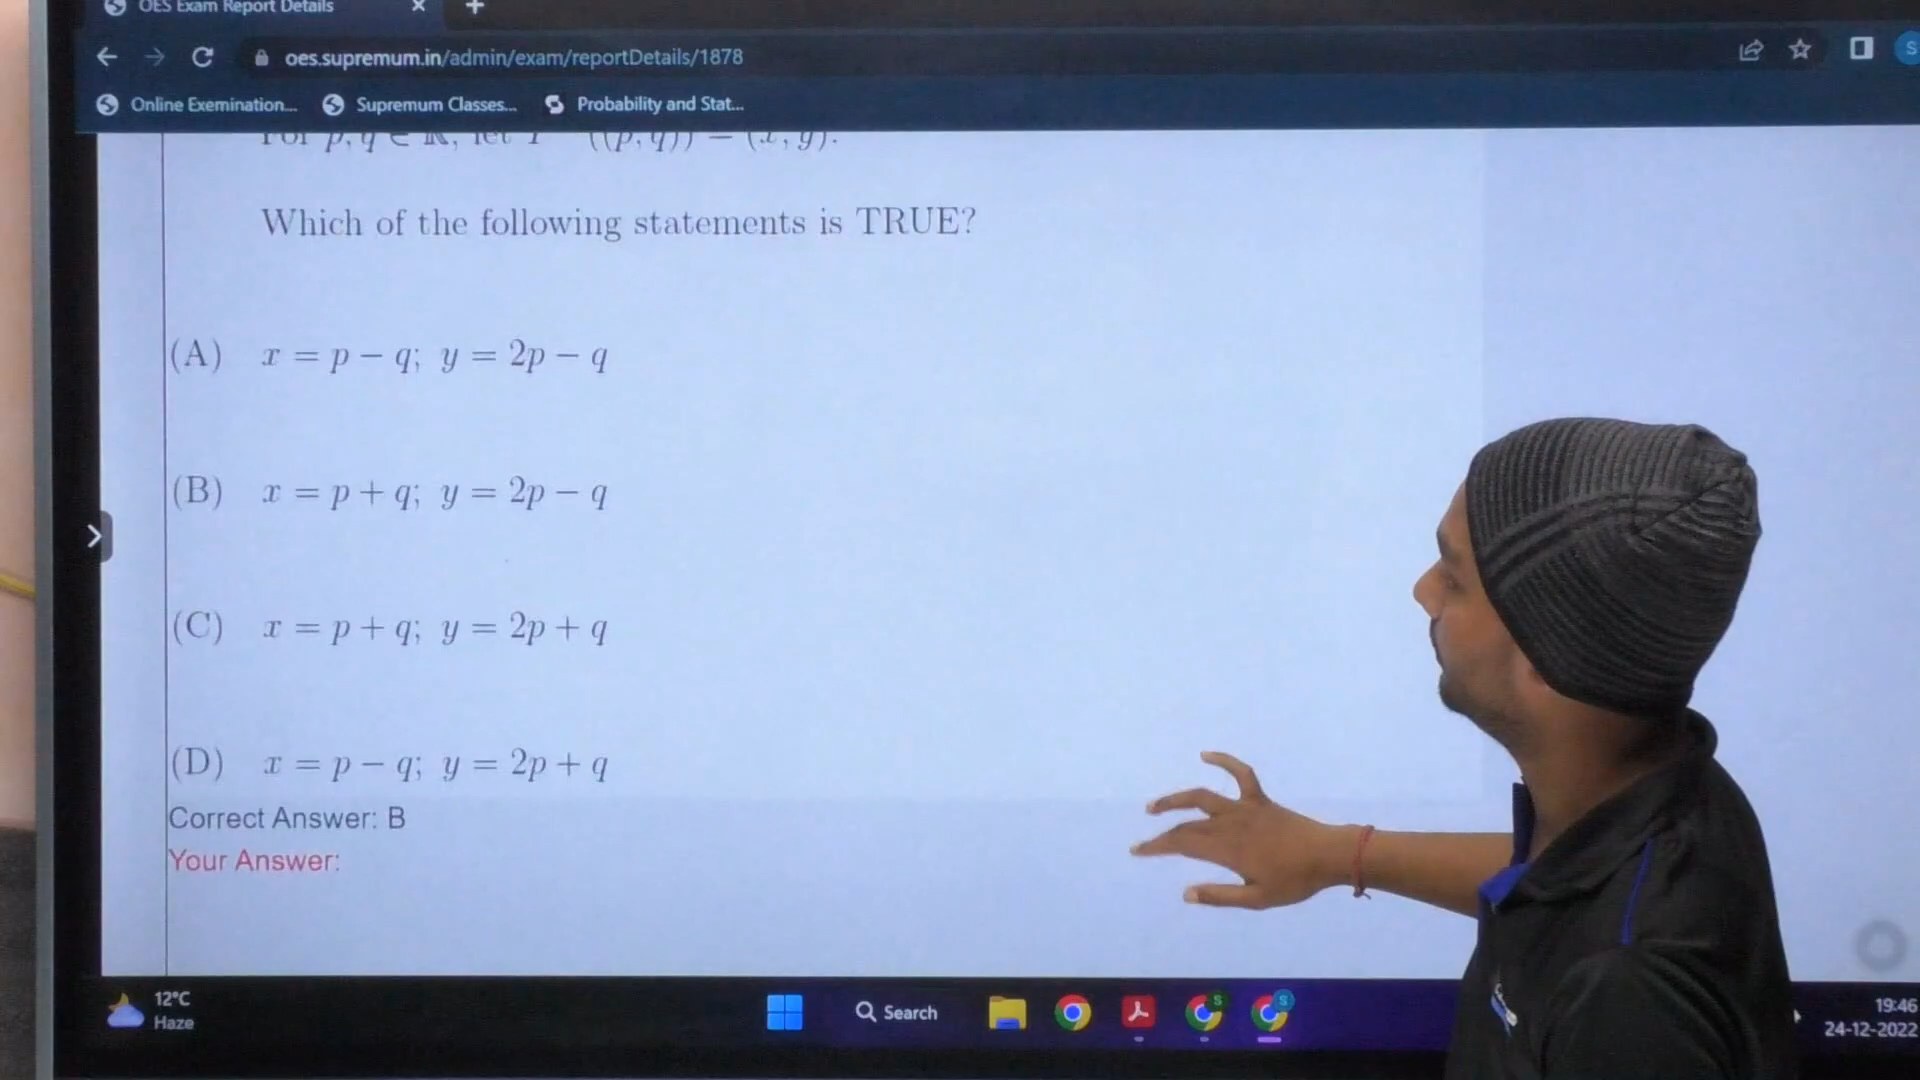 OES Exam Report Details
oes.supremum.in/admin/exam/reportDetails/1878
S
Online Exemination...
Supremum Classes...
Probability and Stat...
For p, q ∈ ℝ, let ((p, q)) = (x, y).
Which of the following statements is TRUE?
(A) x = p − q; y = 2p − q
(B) x = p + q; y = 2p − q
(C) x = p + q; y = 2p + q
(D) x = p − q; y = 2p + q
Correct Answer: B
Your Answer:
12°C
Haze
Search
S
S
19:46
24-12-2022